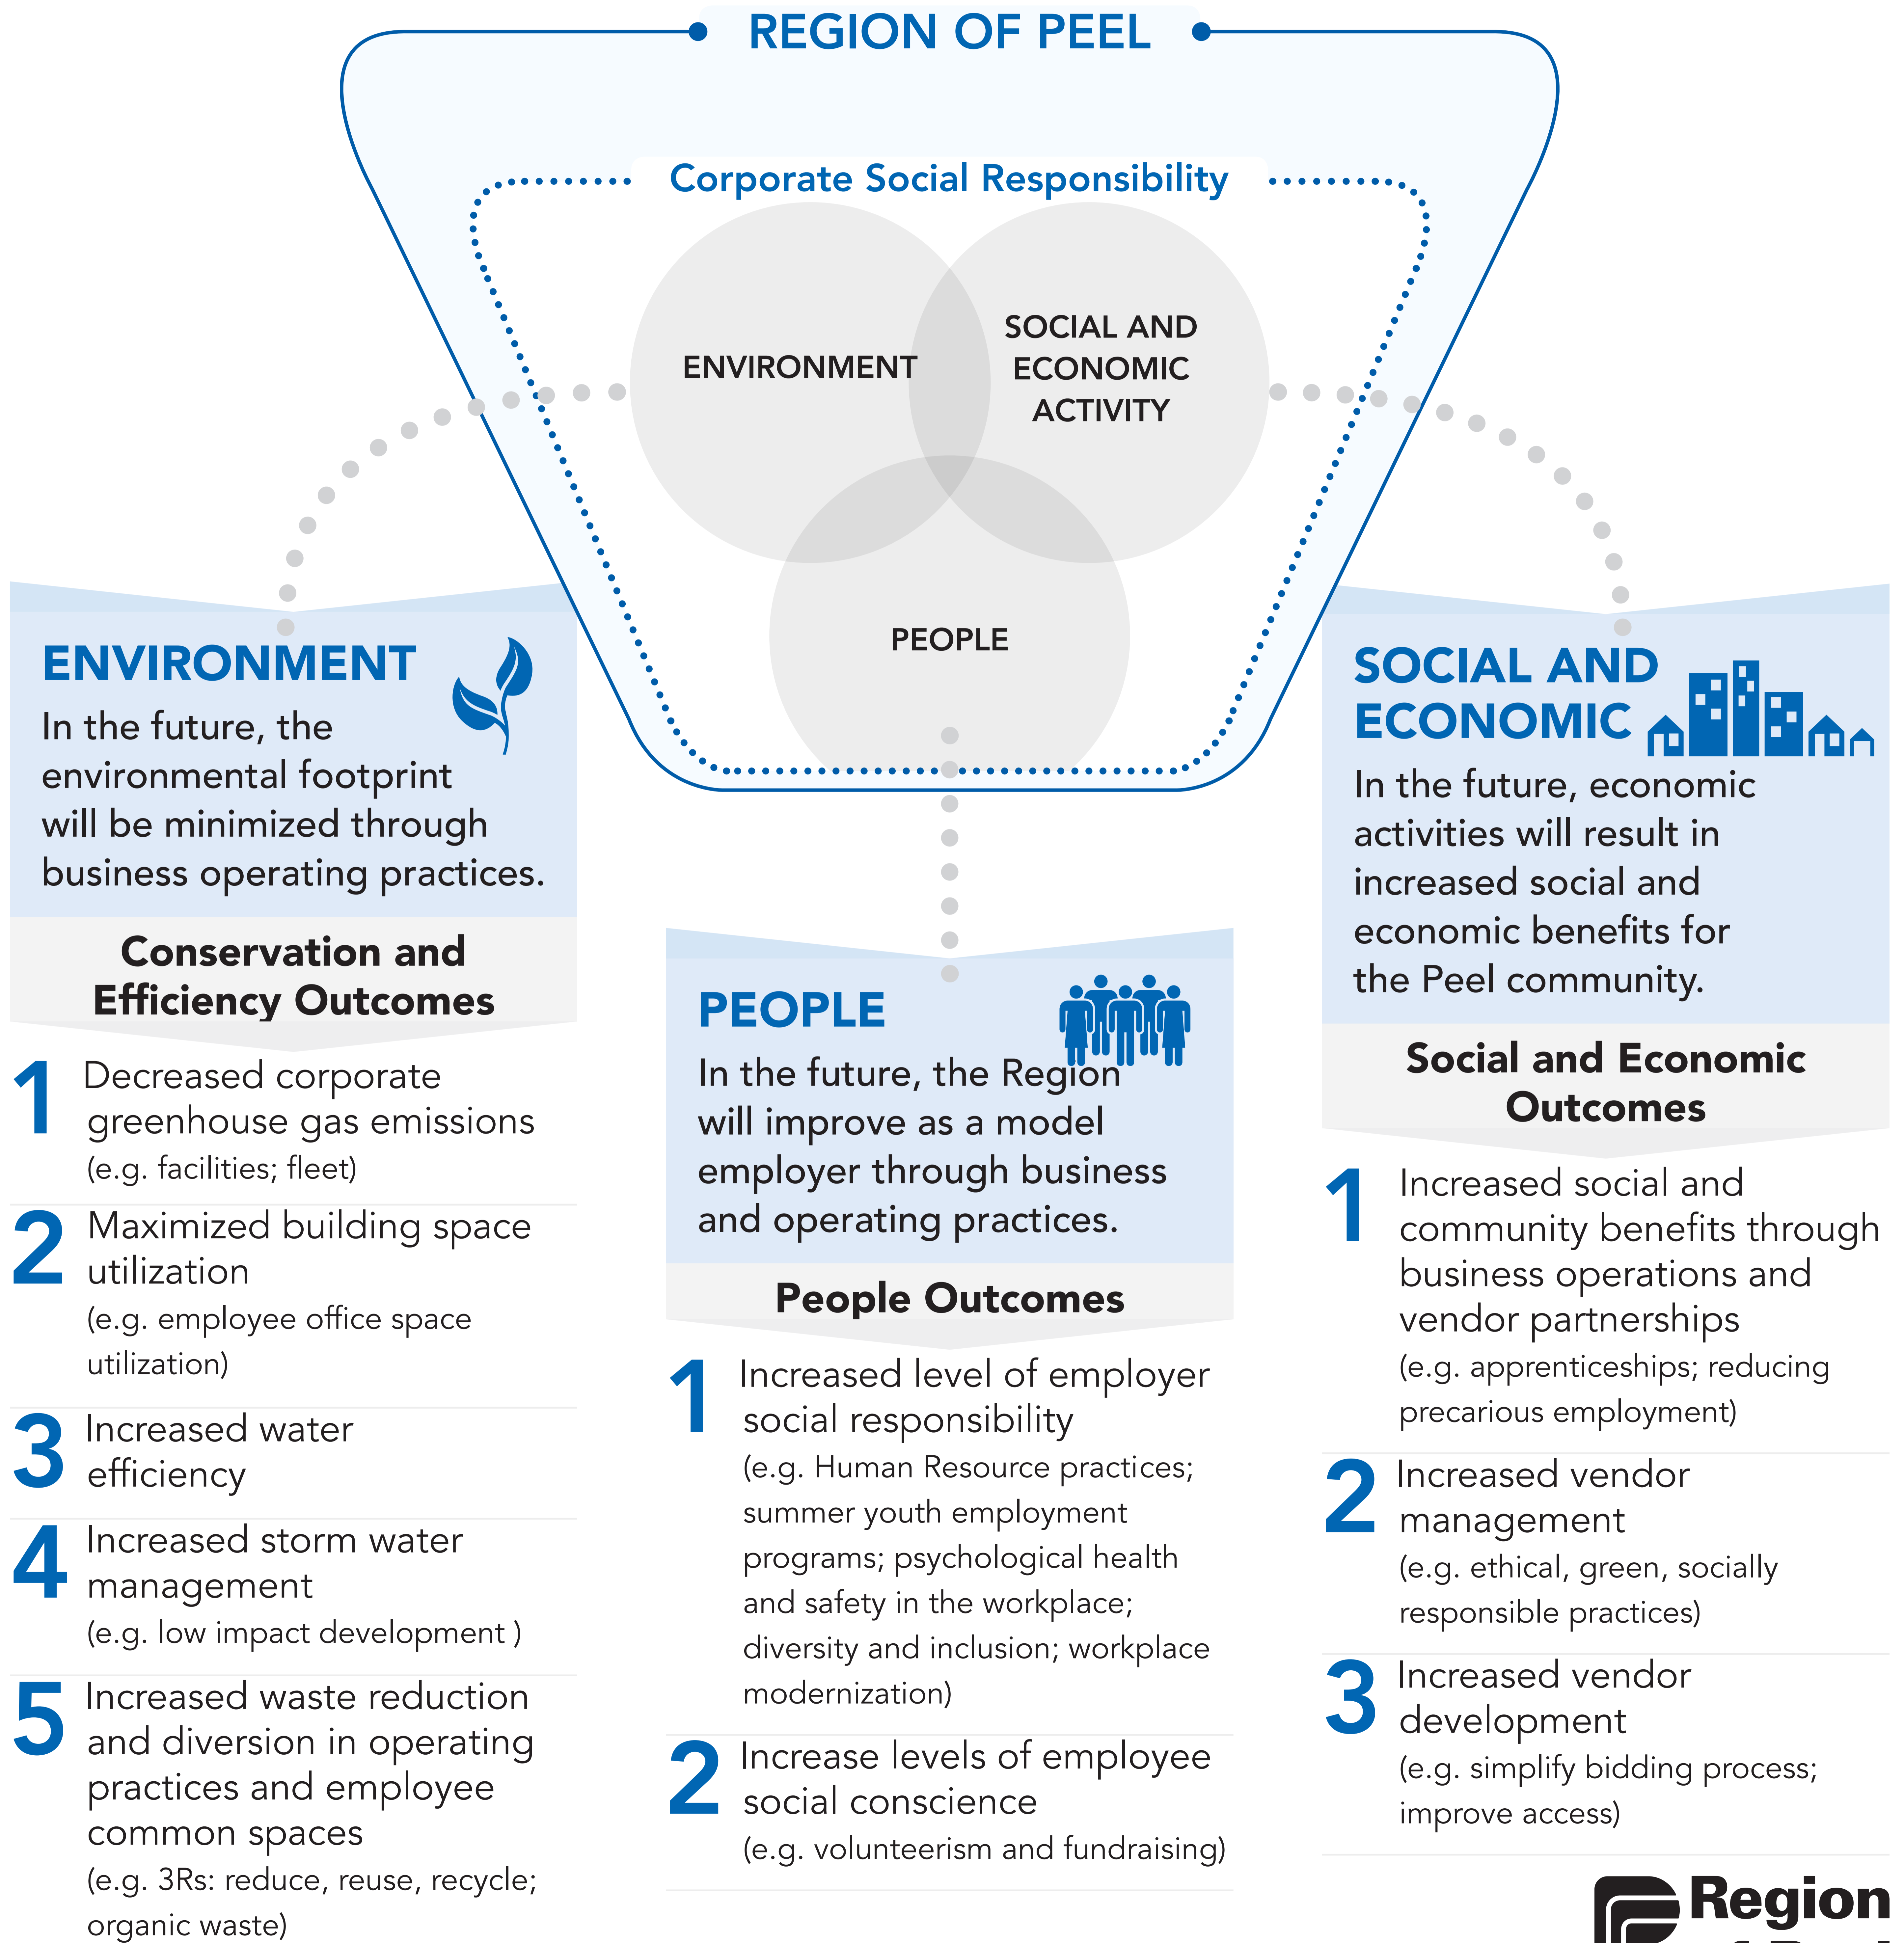 REGION OF PEEL
Corporate Social Responsibility
ENVIRONMENT
SOCIAL AND
ECONOMIC
ACTIVITY
PEOPLE
ENVIRONMENT
In the future, the
environmental footprint
will be minimized through
business operating practices.
Conservation and
Efficiency Outcomes
1 Decreased corporate
greenhouse gas emissions
(e.g. facilities; fleet)
2 Maximized building space
utilization
(e.g. employee office space
utilization)
3 Increased water
efficiency
4 Increased storm water
management
(e.g. low impact development )
5 Increased waste reduction
and diversion in operating
practices and employee
common spaces
(e.g. 3Rs: reduce, reuse, recycle;
organic waste)
PEOPLE
In the future, the Region
will improve as a model
employer through business
and operating practices.
People Outcomes
1 Increased level of employer
social responsibility
(e.g. Human Resource practices;
summer youth employment
programs; psychological health
and safety in the workplace;
diversity and inclusion; workplace
modernization)
2 Increase levels of employee
social conscience
(e.g. volunteerism and fundraising)
SOCIAL AND
ECONOMIC
In the future, economic
activities will result in
increased social and
economic benefits for
the Peel community.
Social and Economic
Outcomes
1 Increased social and
community benefits through
business operations and
vendor partnerships
(e.g. apprenticeships; reducing
precarious employment)
2 Increased vendor
management
(e.g. ethical, green, socially
responsible practices)
3 Increased vendor
development
(e.g. simplify bidding process;
improve access)
Region